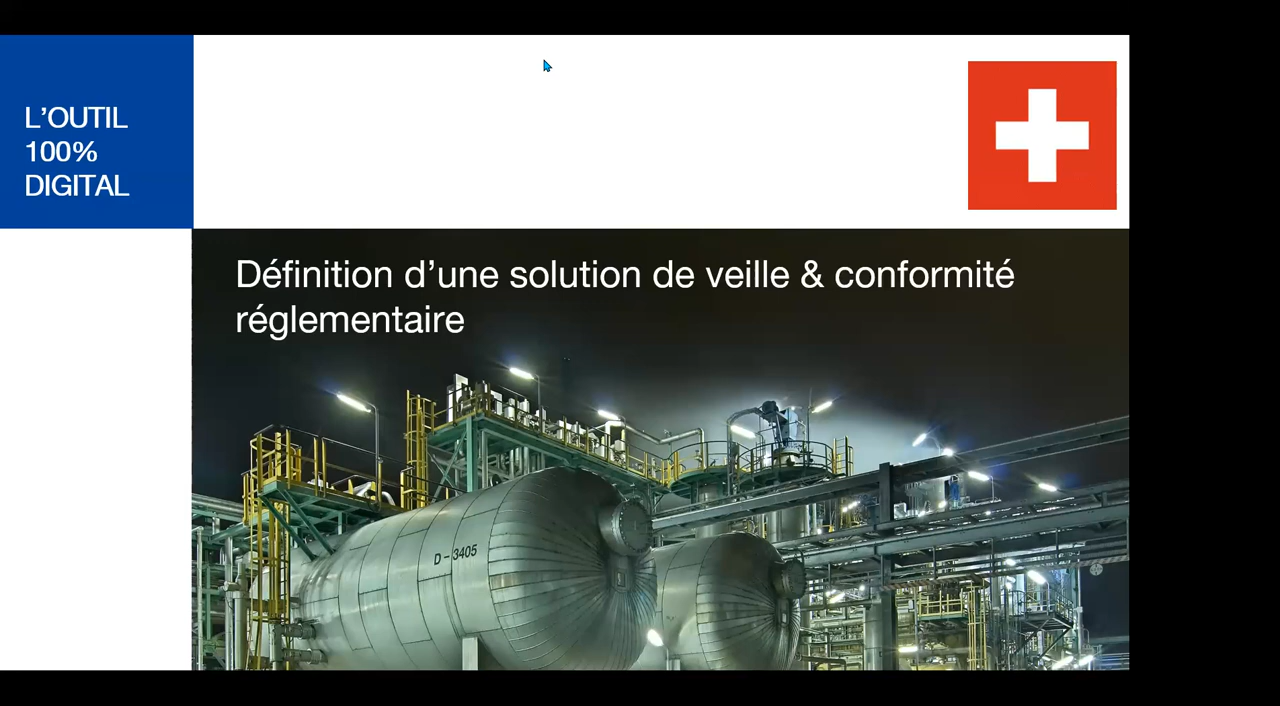 L’OUTIL
100%
DIGITAL
Définition d’une solution de veille & conformité
réglementaire
D – 3405